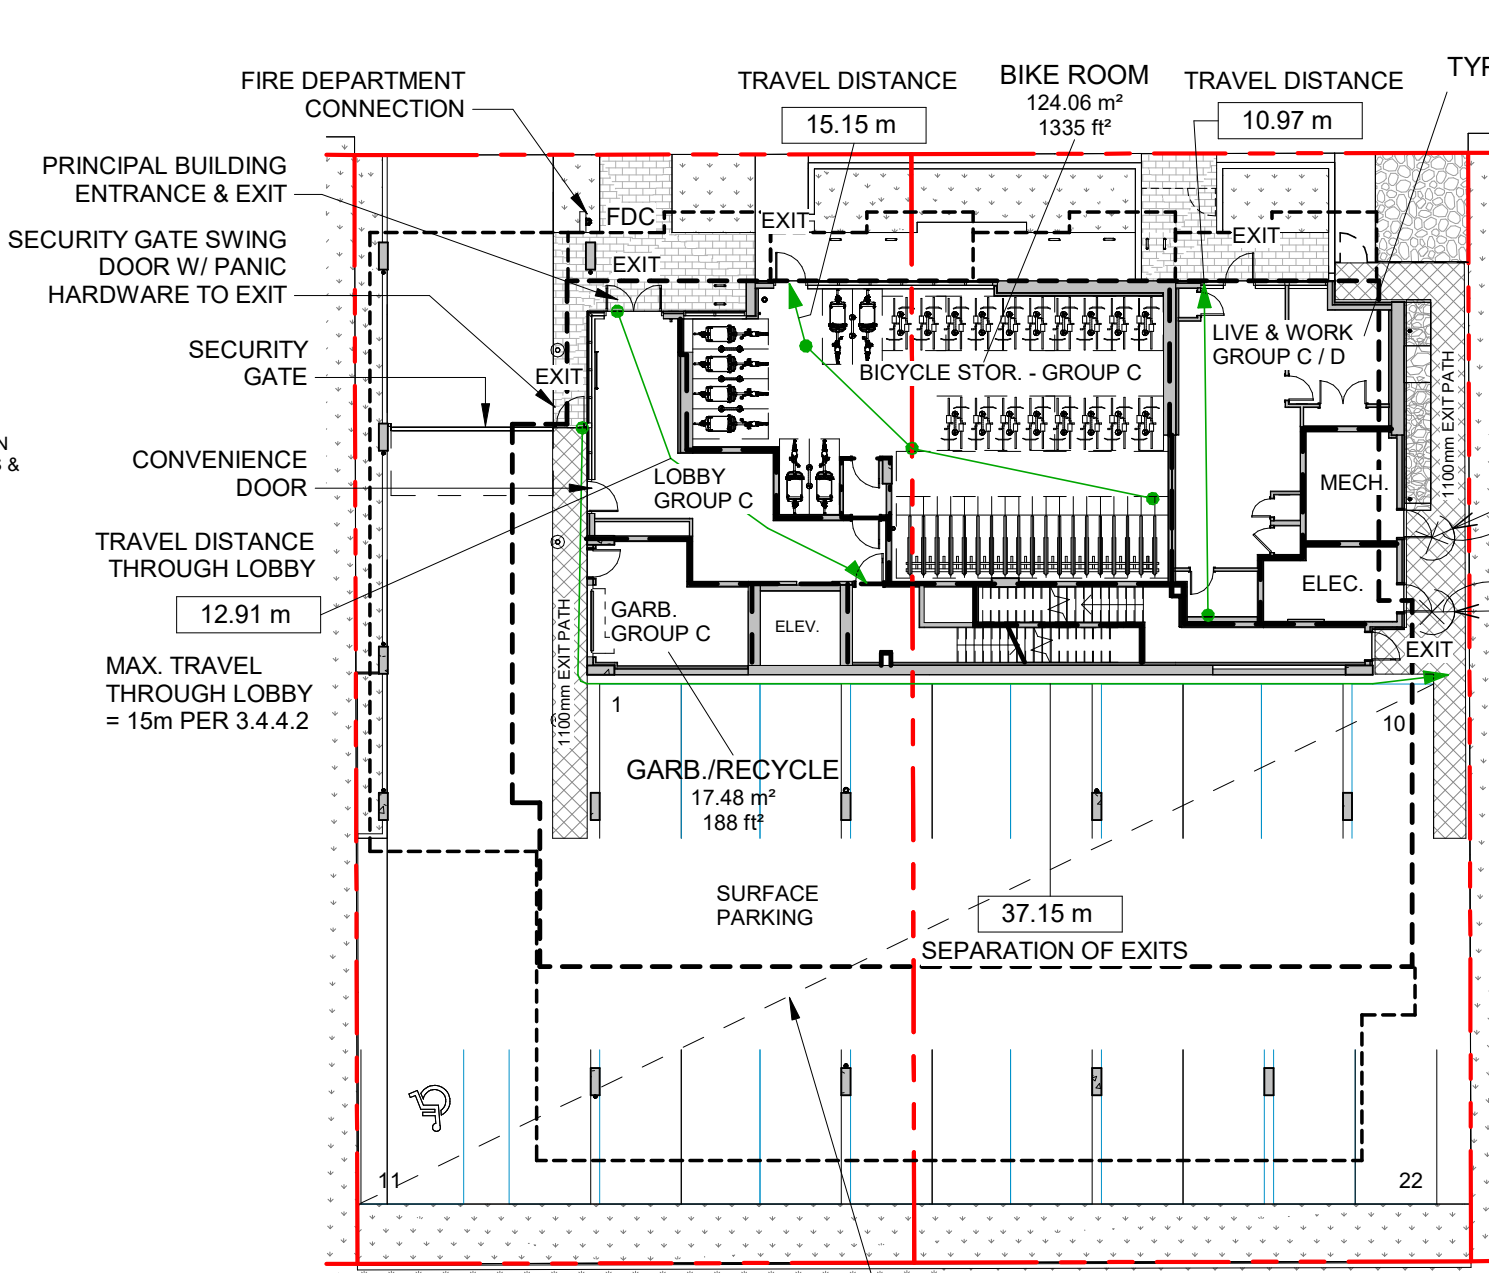 FIRE DEPARTMENT
CONNECTION
TRAVEL DISTANCE
15.15 m
BIKE ROOM
124.06 m²
1335 ft²
TRAVEL DISTANCE
10.97 m
TYP
PRINCIPAL BUILDING
ENTRANCE & EXIT
SECURITY GATE SWING
DOOR W/ PANIC
HARDWARE TO EXIT
SECURITY
GATE
N
&
CONVENIENCE
DOOR
TRAVEL DISTANCE
THROUGH LOBBY
12.91 m
MAX. TRAVEL
THROUGH LOBBY
= 15m PER 3.4.4.2
FDC
EXIT
EXIT
EXIT
EXIT
LIVE & WORK
GROUP C / D
BICYCLE STOR. - GROUP C
1100mm EXIT PATH
LOBBY
GROUP C
MECH.
ELEC.
GARB.
GROUP C
ELEV.
EXIT
1100mm EXIT PATH
1
10
GARB./RECYCLE
17.48 m²
188 ft²
SURFACE
PARKING
37.15 m
SEPARATION OF EXITS
11
22